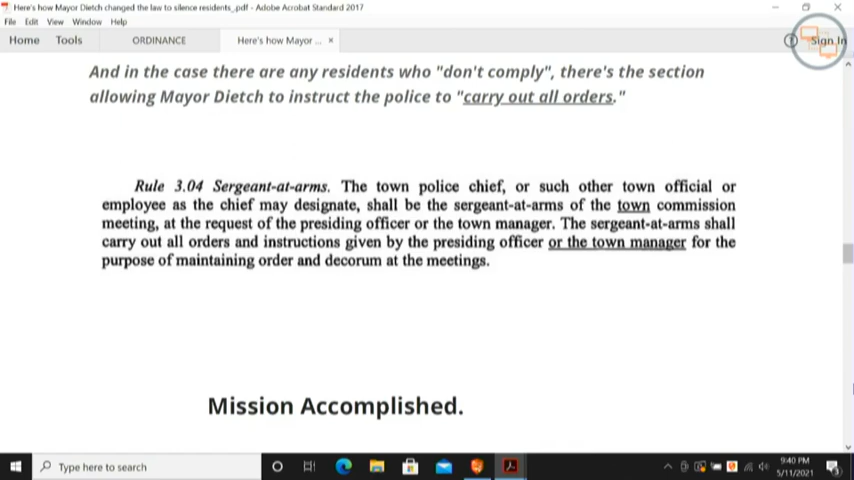 Here's how Mayor Dietch changed the law to silence residents_.pdf - Adobe Acrobat Standard 2017
File Edit View Window Help
Home Tools ORDINANCE Here's how Mayor ... × Sign In
And in the case there are any residents who "don't comply", there's the section
allowing Mayor Dietch to instruct the police to "carry out all orders."
Rule 3.04 Sergeant-at-arms. The town police chief, or such other town official or
employee as the chief may designate, shall be the sergeant-at-arms of the town commission
meeting, at the request of the presiding officer or the town manager. The sergeant-at-arms shall
carry out all orders and instructions given by the presiding officer or the town manager for the
purpose of maintaining order and decorum at the meetings.
Mission Accomplished.
Type here to search
9:40 PM
5/11/2021